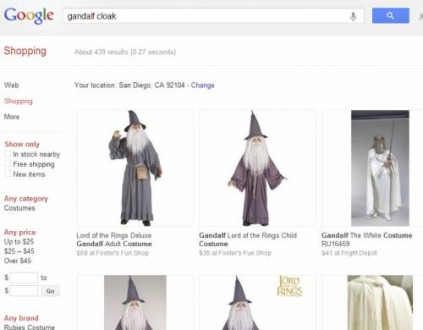 Google
gandalf cloak
Shopping
About 439 results (0.27 seconds)
Web
Your location: San Diego, CA 92104 - Change
Shopping
More
Show only
In stock nearby
Free shipping
New items
Any category
Costumes
Any price
Up to $25
$25 – $45
Over $45
$ to
$ Go
Any brand
Rubies Costume
Lord of the Rings Deluxe
Gandalf Adult Costume
$69 at Foster's Fun Shop
Gandalf Lord of the Rings Child
Costume
$36 at Foster's Fun Shop
Gandalf The White Costume
RU16469
$41 at Fright Depot
THE LORD
OF THE
RINGS